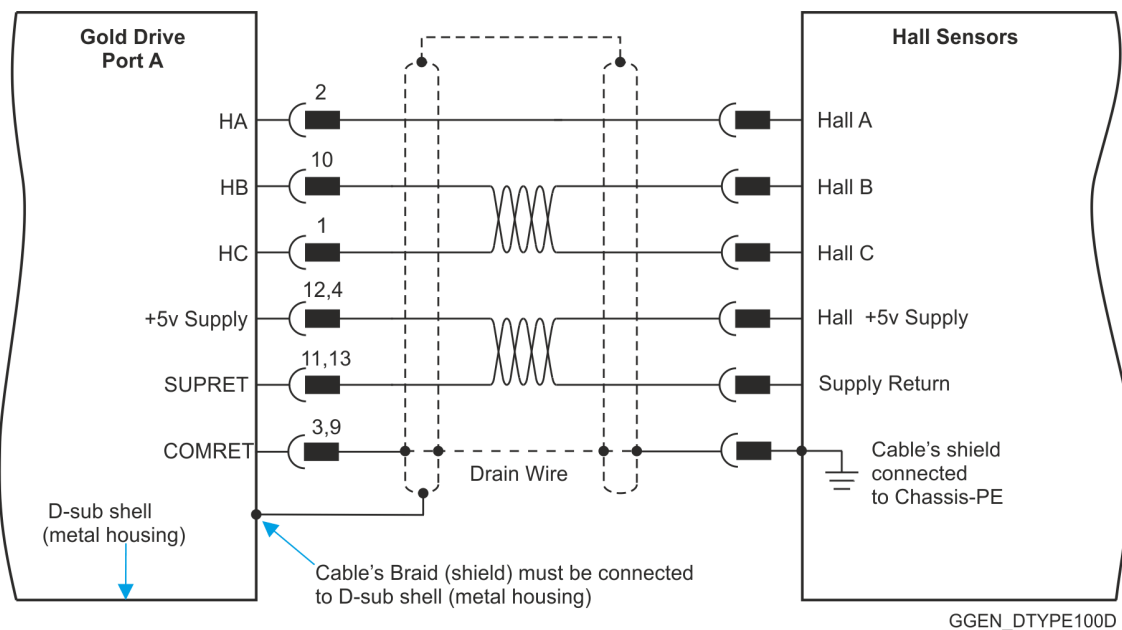 Gold Drive
Port A
Hall Sensors
HA
2
Hall A
HB
10
Hall B
HC
1
Hall C
+5v Supply
12,4
Hall +5v Supply
SUPRET
11,13
Supply Return
COMRET
3,9
Drain Wire
Cable's shield
connected
to Chassis-PE
D-sub shell
(metal housing)
Cable's Braid (shield) must be connected
to D-sub shell (metal housing)
GGEN_DTYPE100D